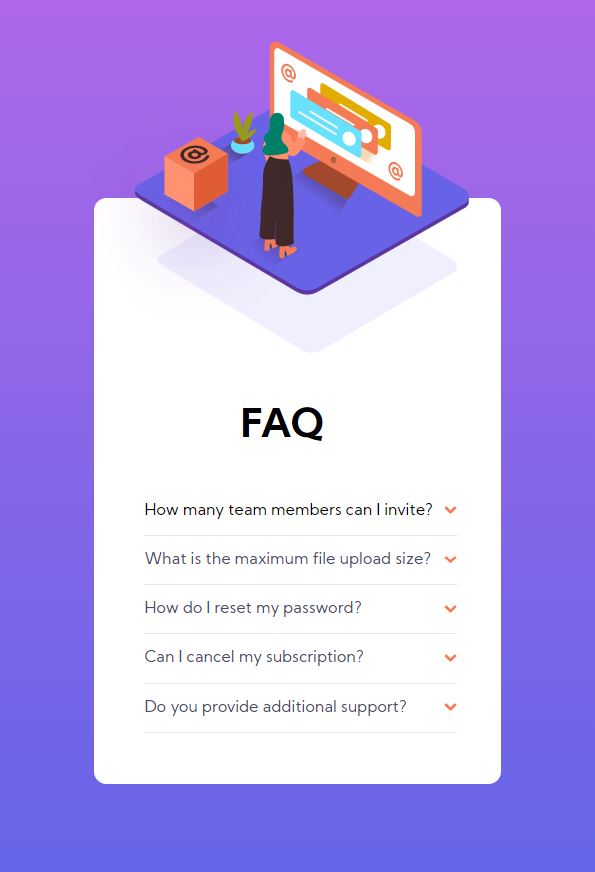 @
@
@
FAQ
How many team members can I invite?
What is the maximum file upload size?
How do I reset my password?
Can I cancel my subscription?
Do you provide additional support?